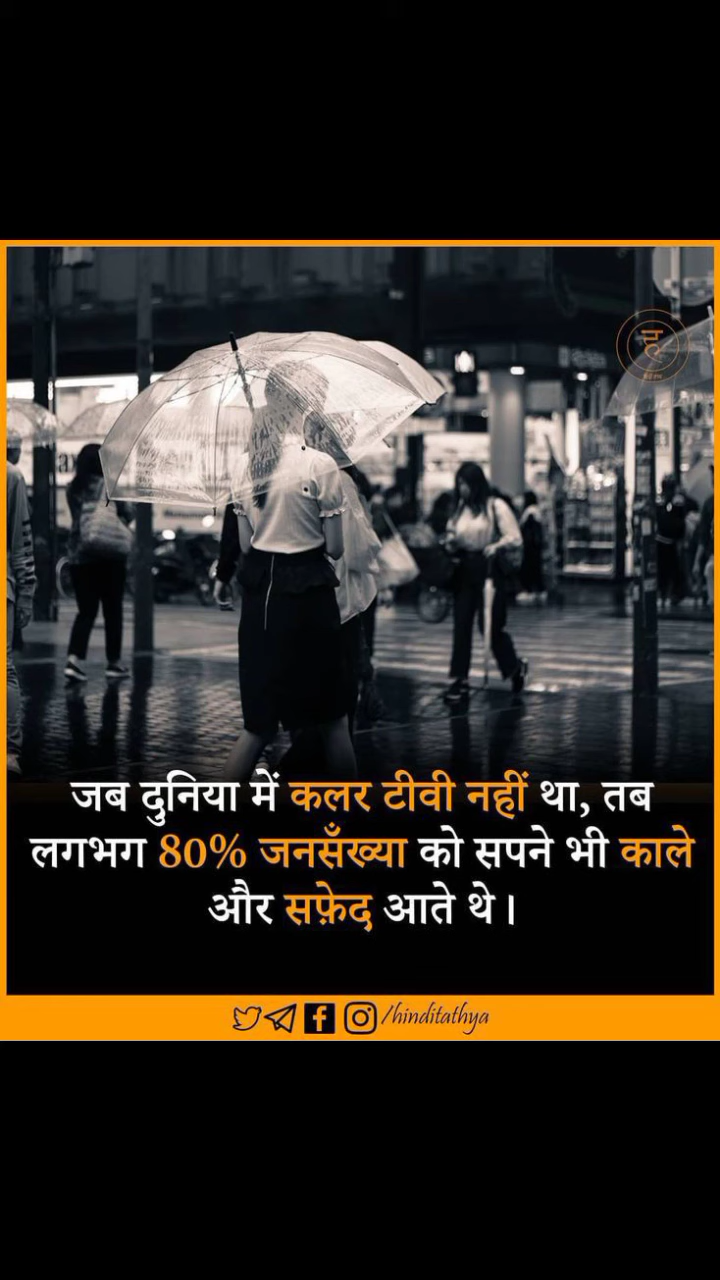 जब दुनिया में कलर टीवी नहीं था, तब
लगभग 80% जनसँख्या को सपने भी काले
और सफ़ेद आते थे।
/hinditathya